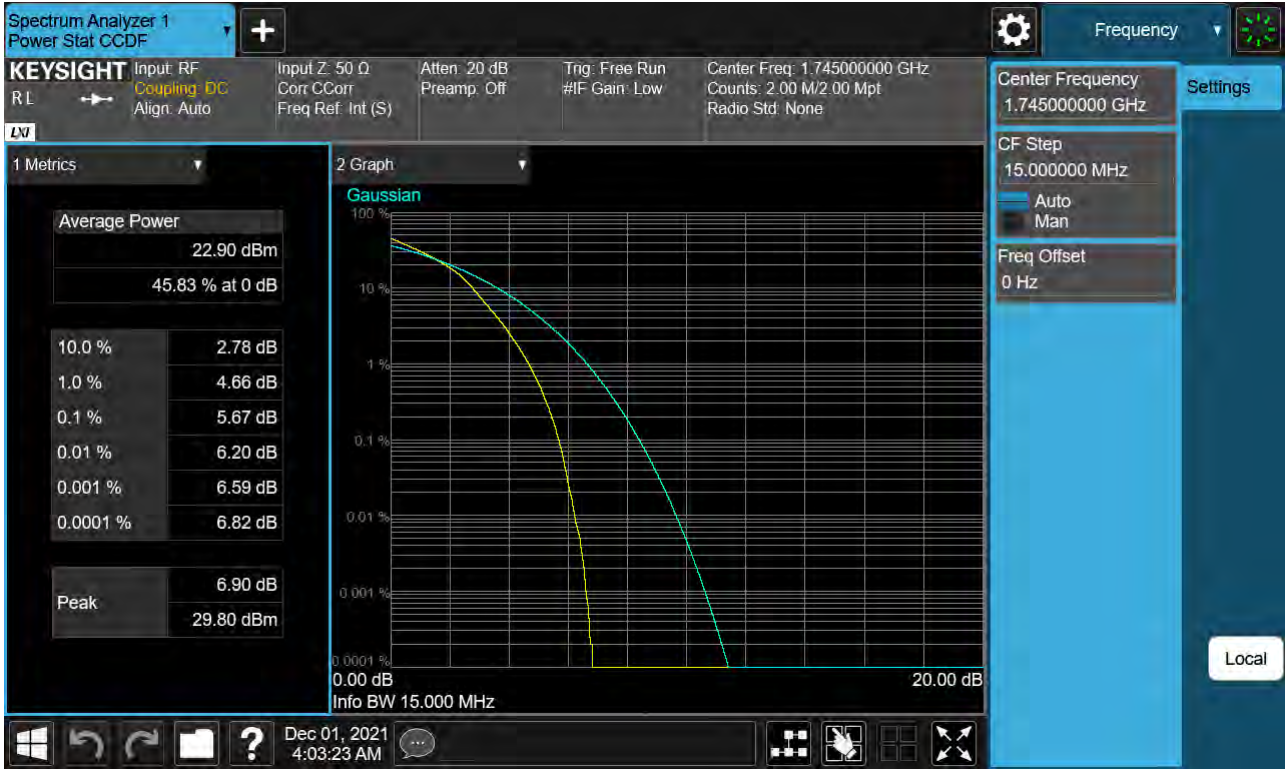 Spectrum Analyzer 1
Power Stat CCDF
+
Frequency
KEYSIGHT
Input: RF
Coupling: DC
Align: Auto
Input Z: 50 Ω
Corr CCorr
Freq Ref: Int (S)
Atten: 20 dB
Preamp: Off
Trig: Free Run
#IF Gain: Low
Center Freq: 1.745000000 GHz
Counts: 2.00 M/2.00 Mpt
Radio Std: None
R L
LXI
Center Frequency
1.745000000 GHz
Settings
CF Step
15.000000 MHz
Auto
Man
Freq Offset
0 Hz
Local
1 Metrics
Average Power
22.90 dBm
45.83 % at 0 dB
10.0 % 2.78 dB
1.0 % 4.66 dB
0.1 % 5.67 dB
0.01 % 6.20 dB
0.001 % 6.59 dB
0.0001 % 6.82 dB
Peak
6.90 dB
29.80 dBm
2 Graph
Gaussian
100 %
10 %
1 %
0.1 %
0.01 %
0.001 %
0.0001 %
0.00 dB 20.00 dB
Info BW 15.000 MHz
?
Dec 01, 2021
4:03:23 AM